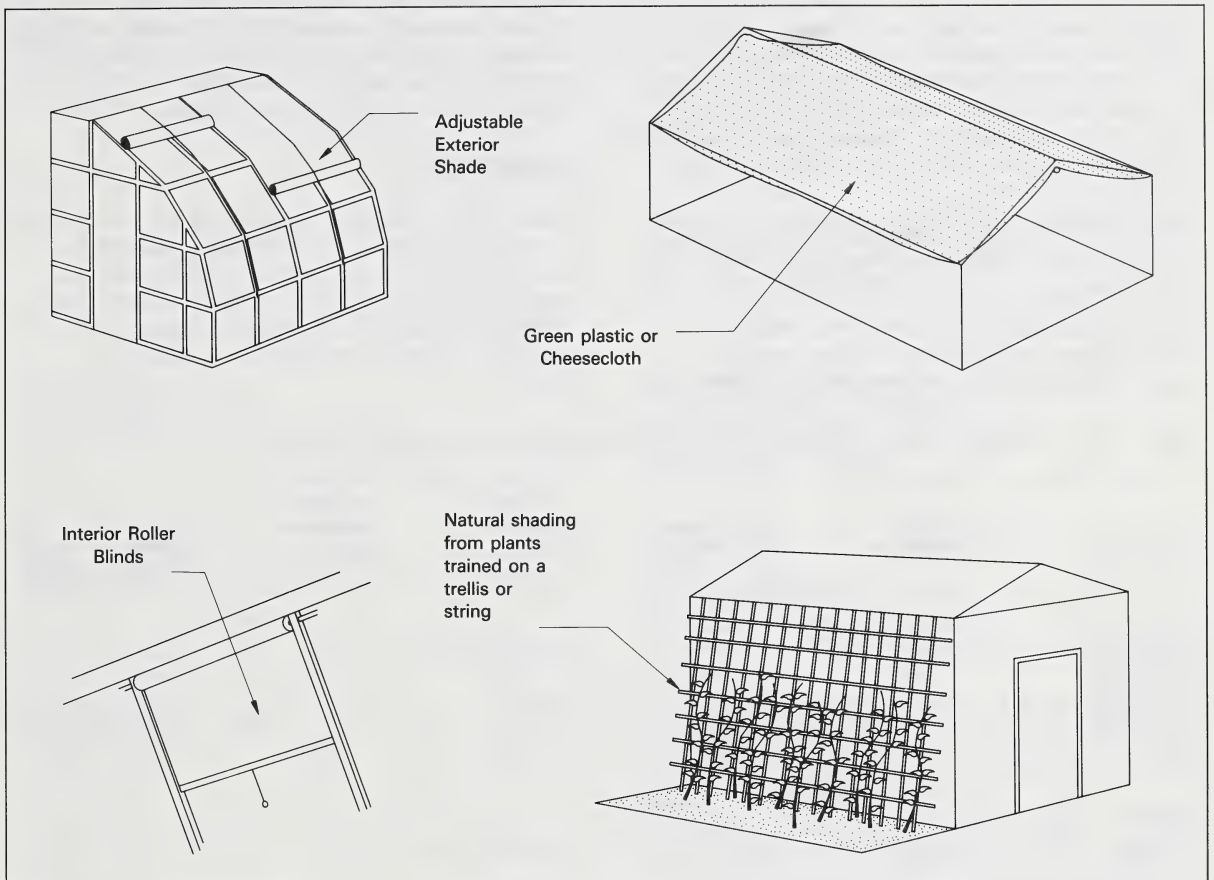 Adjustable
Exterior
Shade
Green plastic or
Cheesecloth
Interior Roller
Blinds
Natural shading
from plants
trained on a
trellis or
string